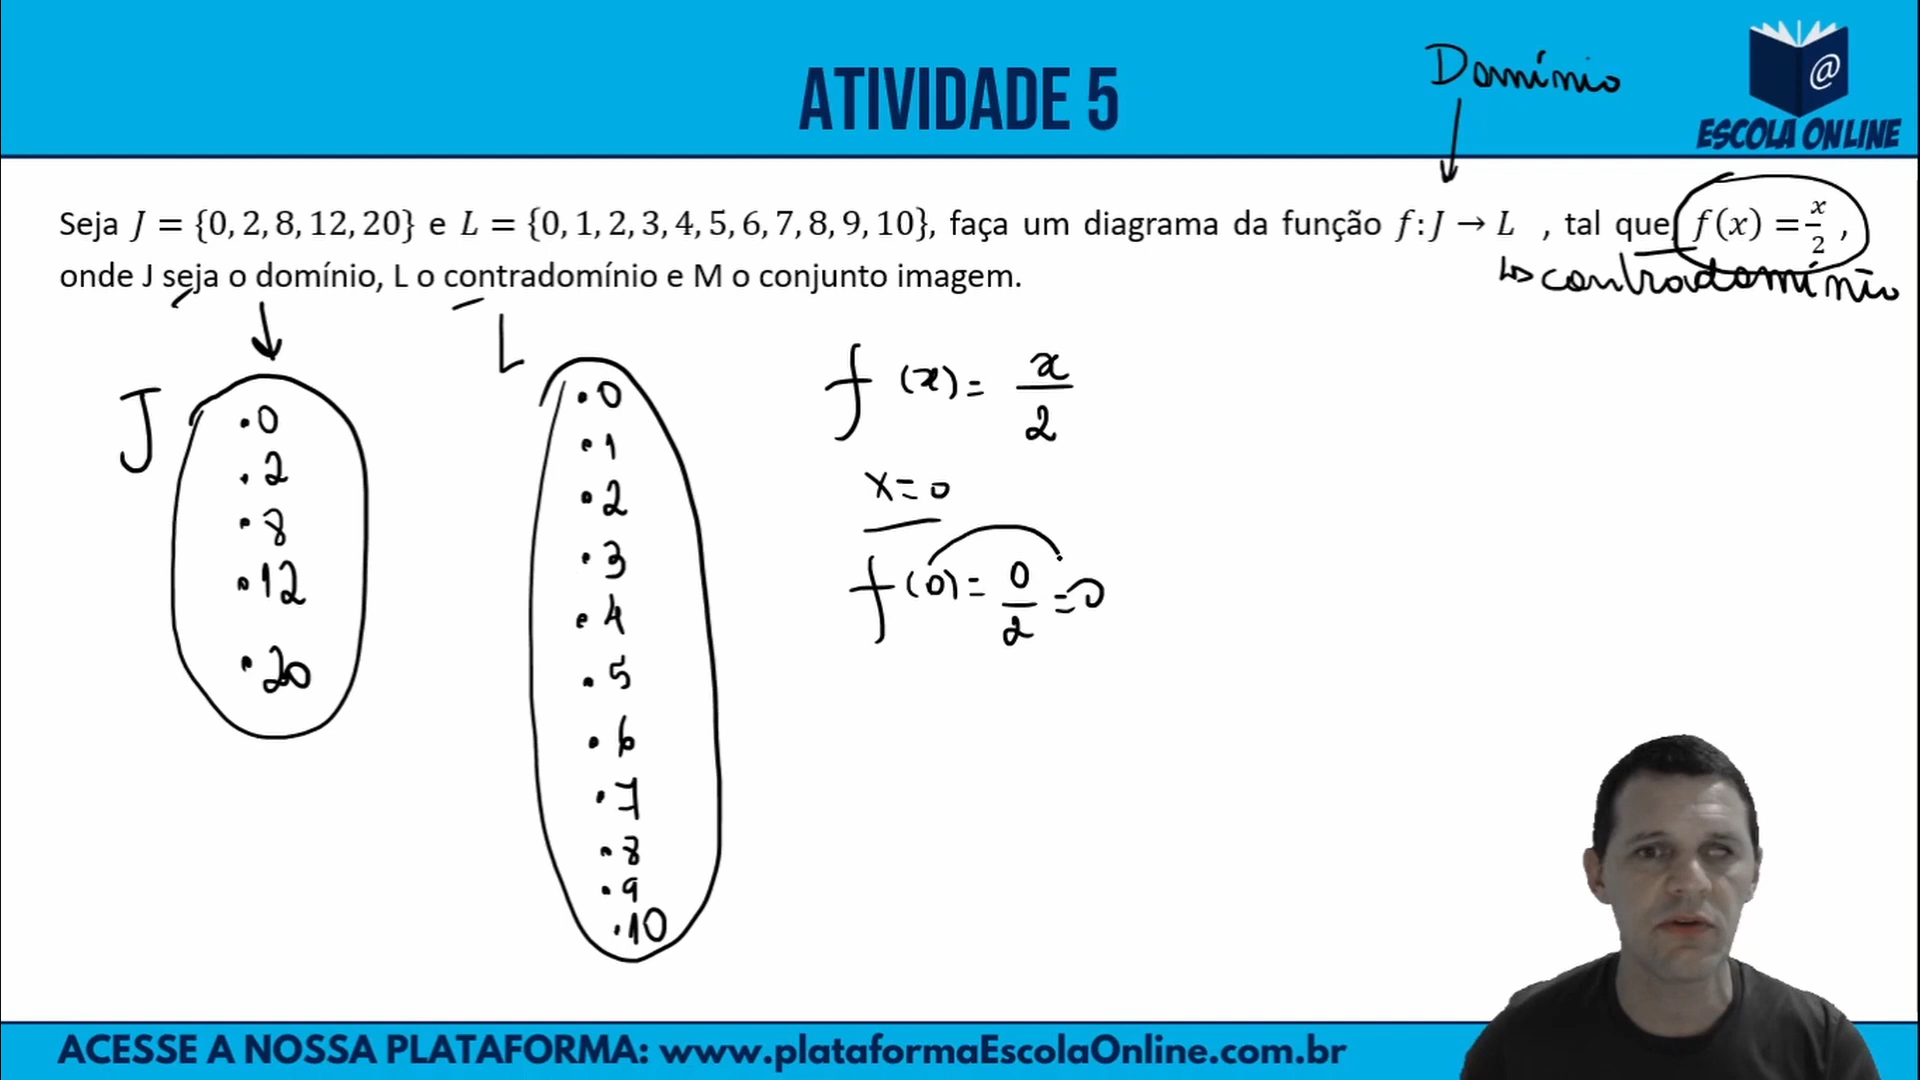 Domínio
@
ESCOLA ONLINE
ATIVIDADE 5
Seja J = {0, 2, 8, 12, 20} e L = {0, 1, 2, 3, 4, 5, 6, 7, 8, 9, 10}, faça um diagrama da função f: J → L , tal que f(x) = x/2 ,
onde J seja o domínio, L o contradomínio e M o conjunto imagem.
↳ contradomínio
J
.0
.2
.8
.12
.20
L
.0
.1
.2
.3
.4
.5
.6
.7
.8
.9
.10
f (x) = x/2
x=0
f(0) = 0/2 = 0
ACESSE A NOSSA PLATAFORMA: www.plataformaEscolaOnline.com.br